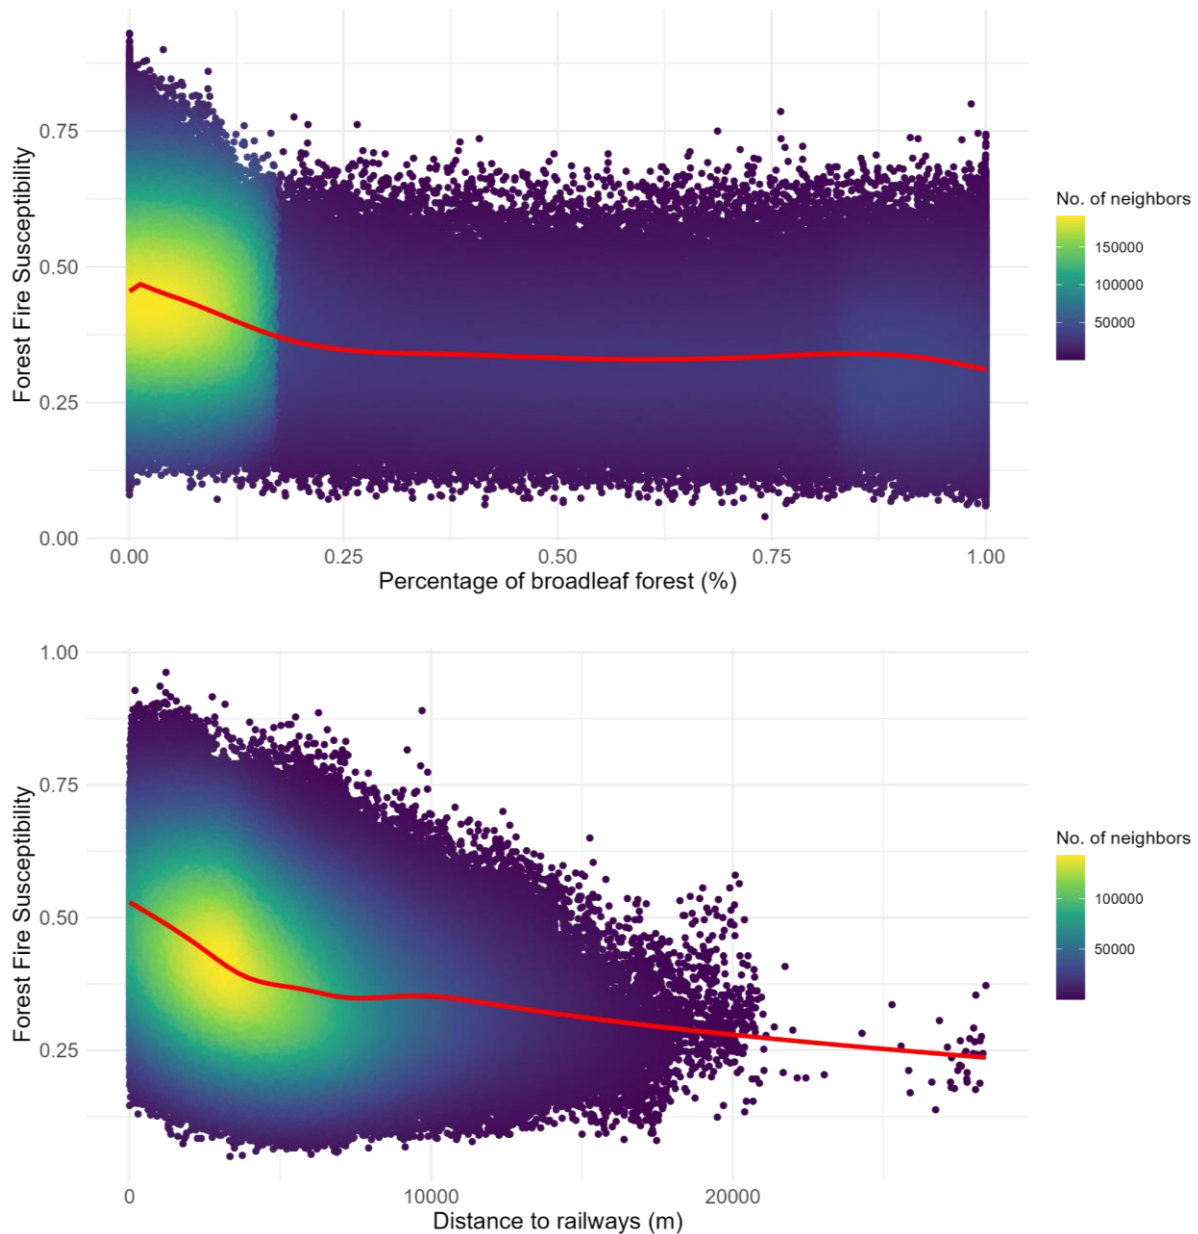 Forest Fire Susceptibility
0.75
0.50
0.25
0.00
0.00 0.25 0.50 0.75 1.00
Percentage of broadleaf forest (%)
No. of neighbors
150000
100000
50000
Forest Fire Susceptibility
1.00
0.75
0.50
0.25
0 10000 20000
Distance to railways (m)
No. of neighbors
100000
50000